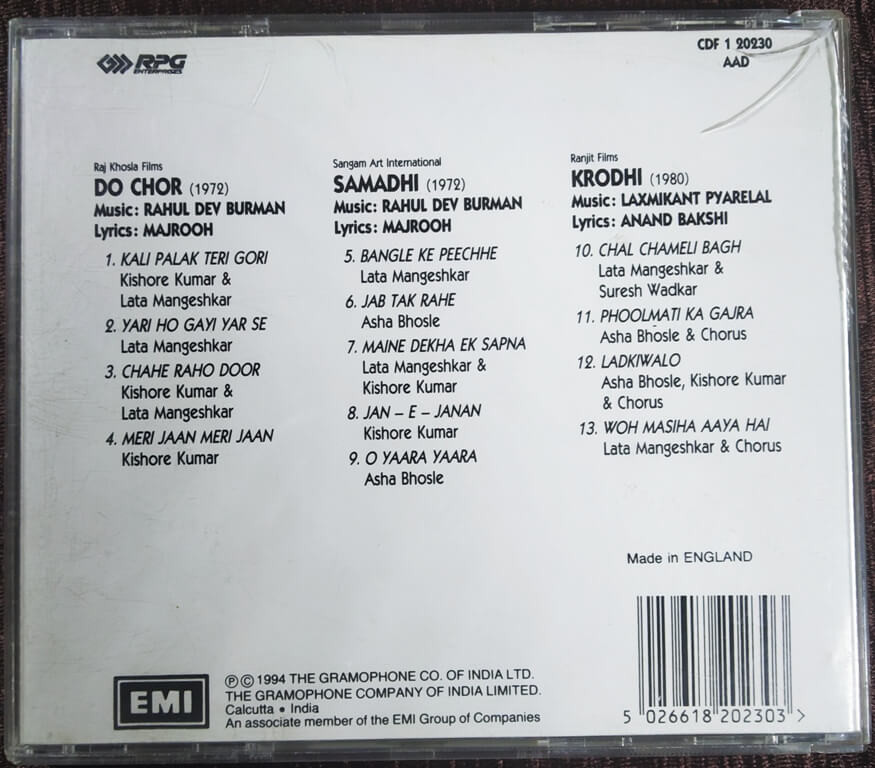 RPG
ENTERPRISES
CDF 1 20230
AAD
Raj Khosla Films
DO CHOR (1972)
Music: RAHUL DEV BURMAN
Lyrics: MAJROOH
1. KALI PALAK TERI GORI
Kishore Kumar &
Lata Mangeshkar
2. YARI HO GAYI YAR SE
Lata Mangeshkar
3. CHAHE RAHO DOOR
Kishore Kumar &
Lata Mangeshkar
4. MERI JAAN MERI JAAN
Kishore Kumar
Sangam Art International
SAMADHI (1972)
Music: RAHUL DEV BURMAN
Lyrics: MAJROOH
5. BANGLE KE PEECHHE
Lata Mangeshkar
6. JAB TAK RAHE
Asha Bhosle
7. MAINE DEKHA EK SAPNA
Lata Mangeshkar &
Kishore Kumar
8. JAN – E – JANAN
Kishore Kumar
9. O YAARA YAARA
Asha Bhosle
Ranjit Films
KRODHI (1980)
Music: LAXMIKANT PYARELAL
Lyrics: ANAND BAKSHI
10. CHAL CHAMELI BAGH
Lata Mangeshkar &
Suresh Wadkar
11. PHOOLMATI KA GAJRA
Asha Bhosle & Chorus
12. LADKIWALO
Asha Bhosle, Kishore Kumar
& Chorus
13. WOH MASIHA AAYA HAI
Lata Mangeshkar & Chorus
Made in ENGLAND
EMI
℗ © 1994 THE GRAMOPHONE CO. OF INDIA LTD.
THE GRAMOPHONE COMPANY OF INDIA LIMITED.
Calcutta • India
An associate member of the EMI Group of Companies
5 026618 202303 >